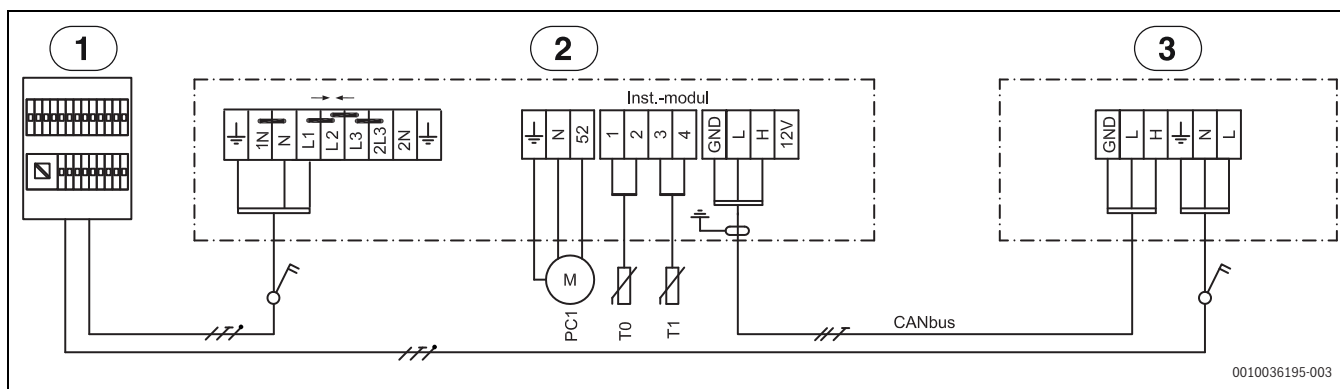 1
2
3
Inst.-modul
1N
N
L1
L2
L3
2L3
2N
N
52
1
2
3
4
GND
L
H
12V
GND
L
H
N
L
M
PC1
T0
T1
CANbus
0010036195-003